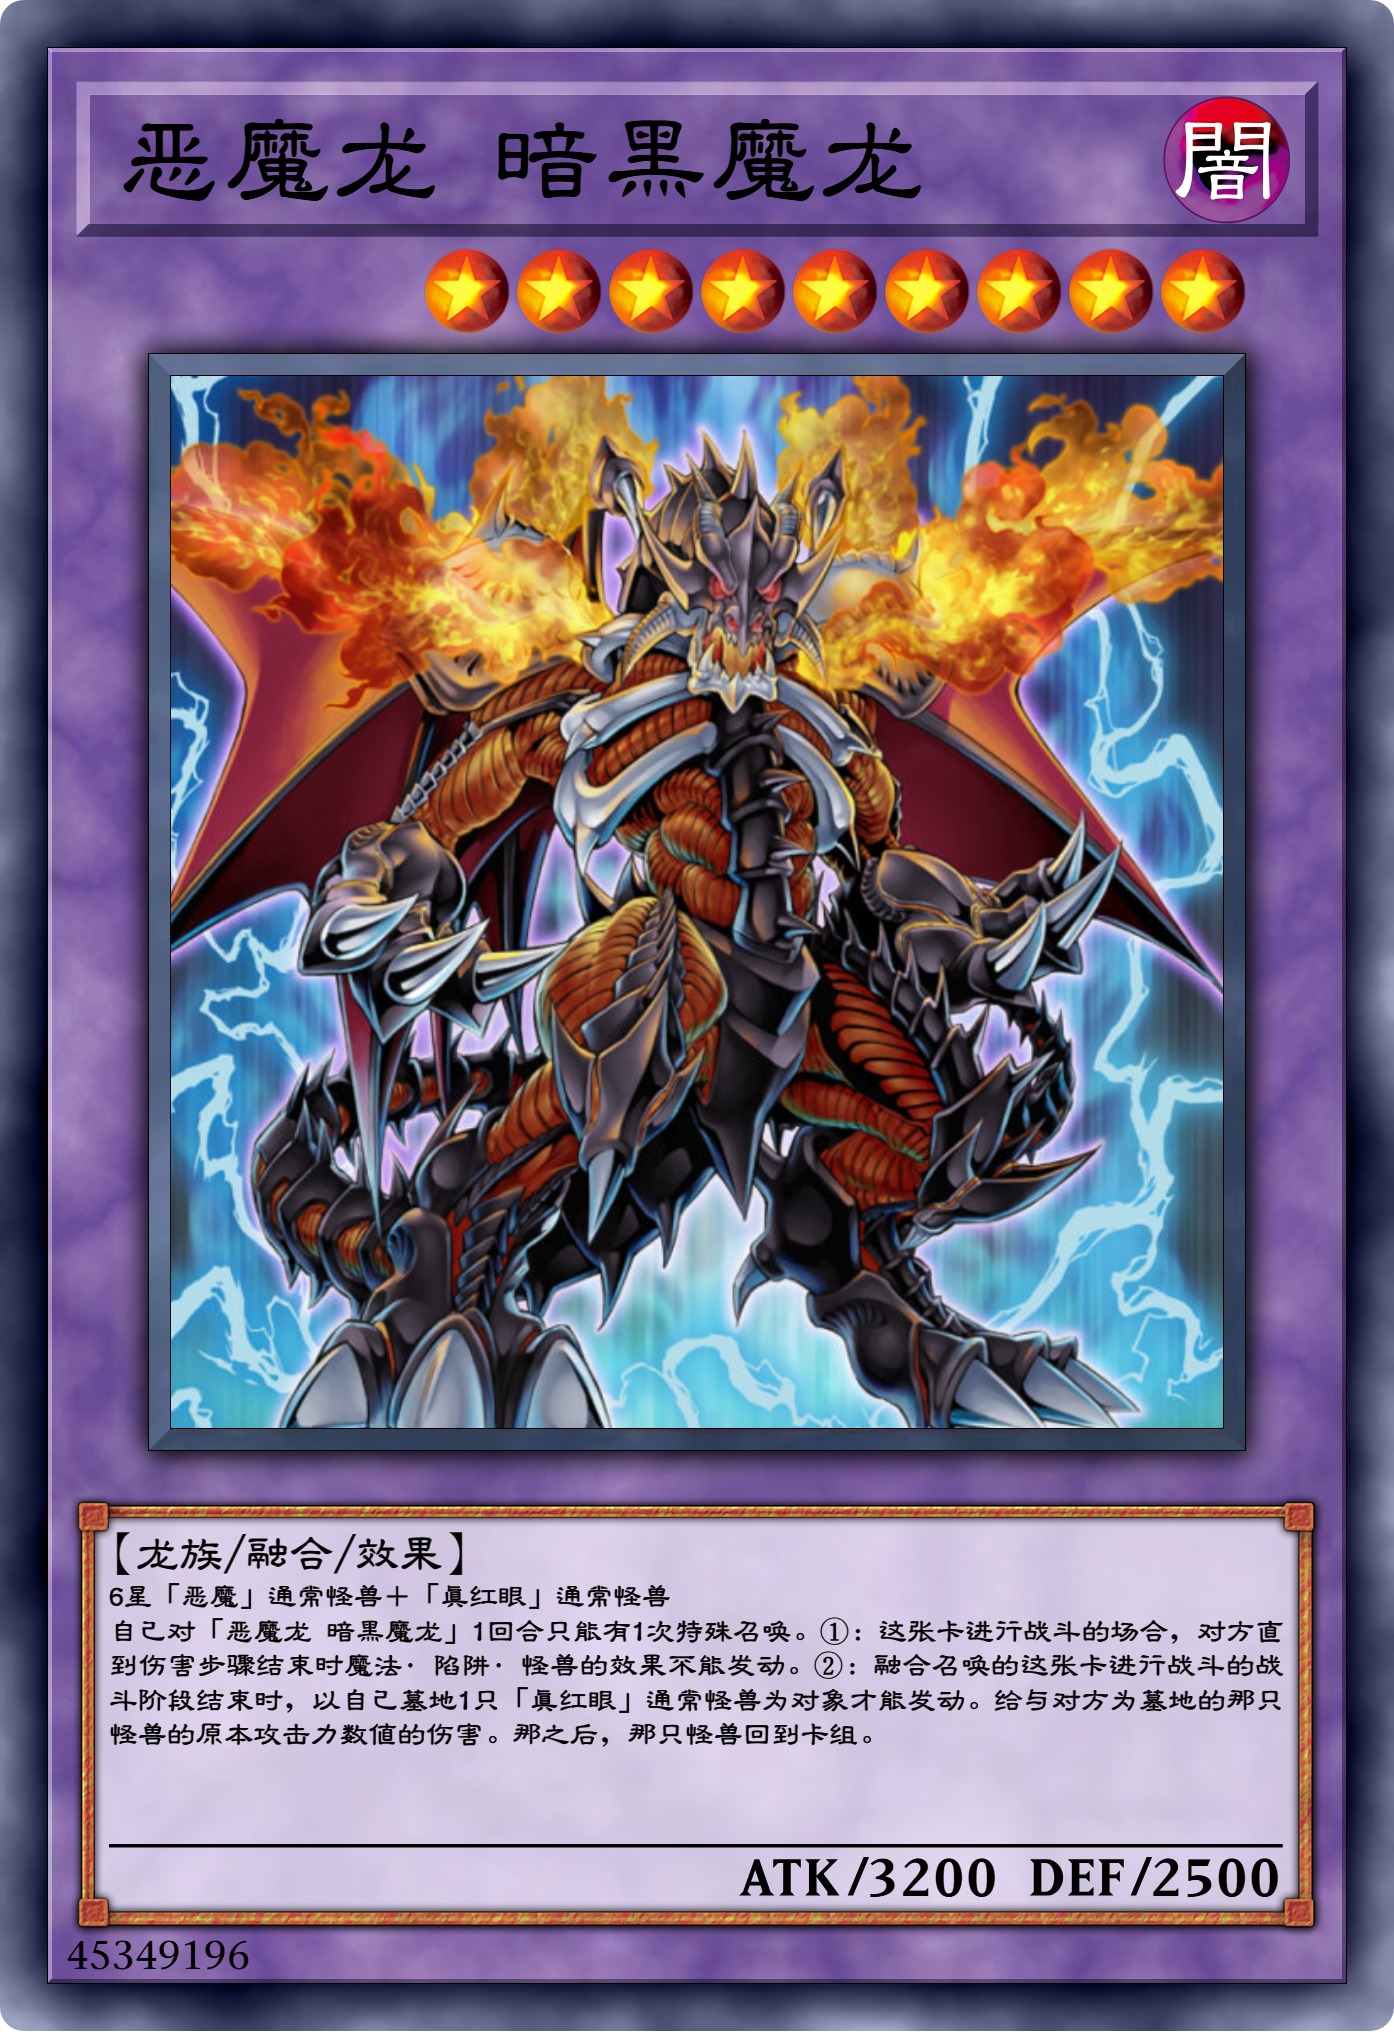 恶魔龙 暗黑魔龙
闇
【龙族/融合/效果】
6星「恶魔」通常怪兽＋「真红眼」通常怪兽
自己对「恶魔龙 暗黑魔龙」1回合只能有1次特殊召唤。①：这张卡进行战斗的场合，对方直
到伤害步骤结束时魔法·陷阱·怪兽的效果不能发动。②：融合召唤的这张卡进行战斗的战
斗阶段结束时，以自己墓地1只「真红眼」通常怪兽为对象才能发动。给与对方为墓地的那只
怪兽的原本攻击力数值的伤害。那之后，那只怪兽回到卡组。
ATK/3200 DEF/2500
45349196